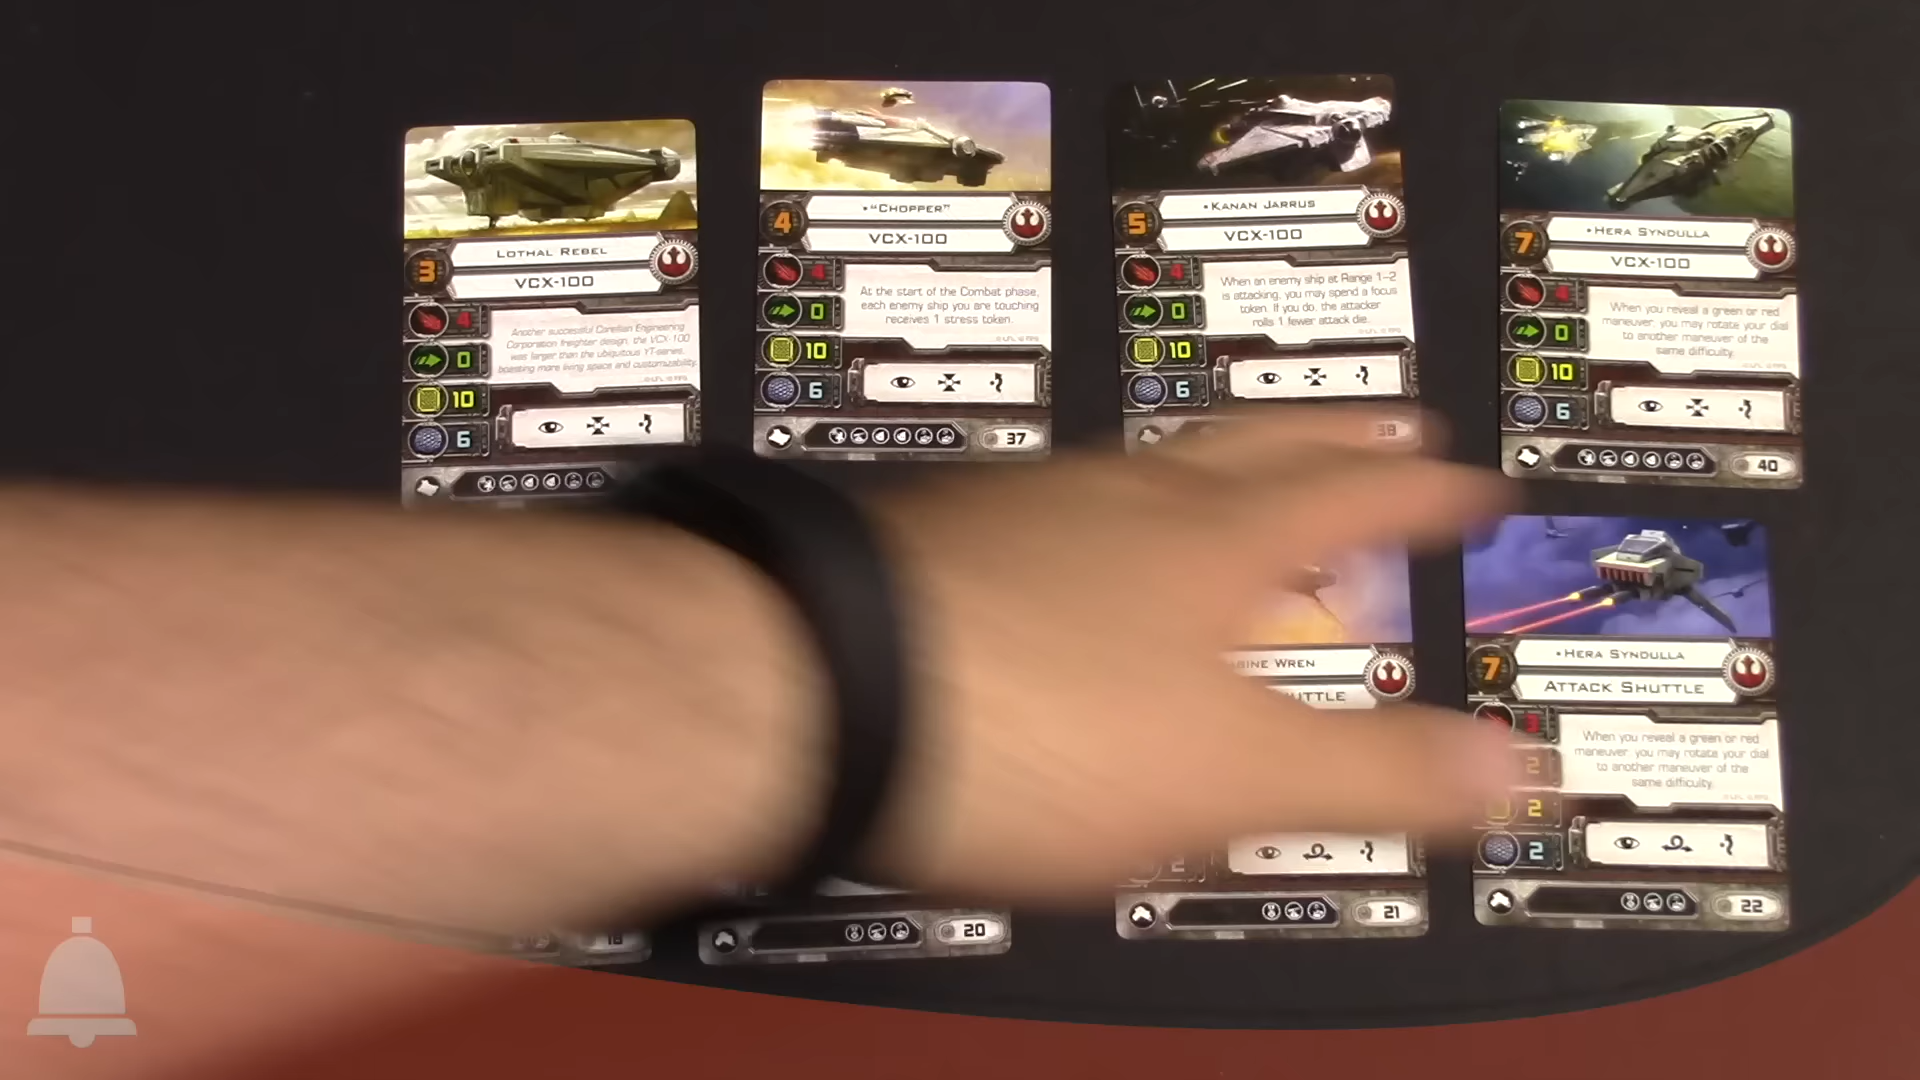 LOTHAL REBEL
3
VCX-100
4
0
10
6
Another successful Corellian Engineering
Corporation freighter design, the VCX-100
was larger than the ubiquitous YT-series,
boasting more living space and customizability.
•"CHOPPER"
4
VCX-100
4
0
10
6
At the start of the Combat phase,
each enemy ship you are touching
receives 1 stress token.
37
•KANAN JARRUS
5
VCX-100
4
0
10
6
When an enemy ship at Range 1-2
is attacking, you may spend a focus
token. If you do, the attacker
rolls 1 fewer attack die.
38
•HERA SYNDULLA
7
VCX-100
4
0
10
6
When you reveal a green or red
maneuver, you may rotate your dial
to another maneuver of the
same difficulty.
40
20
WREN
2
21
•HERA SYNDULLA
7
ATTACK SHUTTLE
3
2
2
2
When you reveal a green or red
maneuver, you may rotate your dial
to another maneuver of the
same difficulty.
22